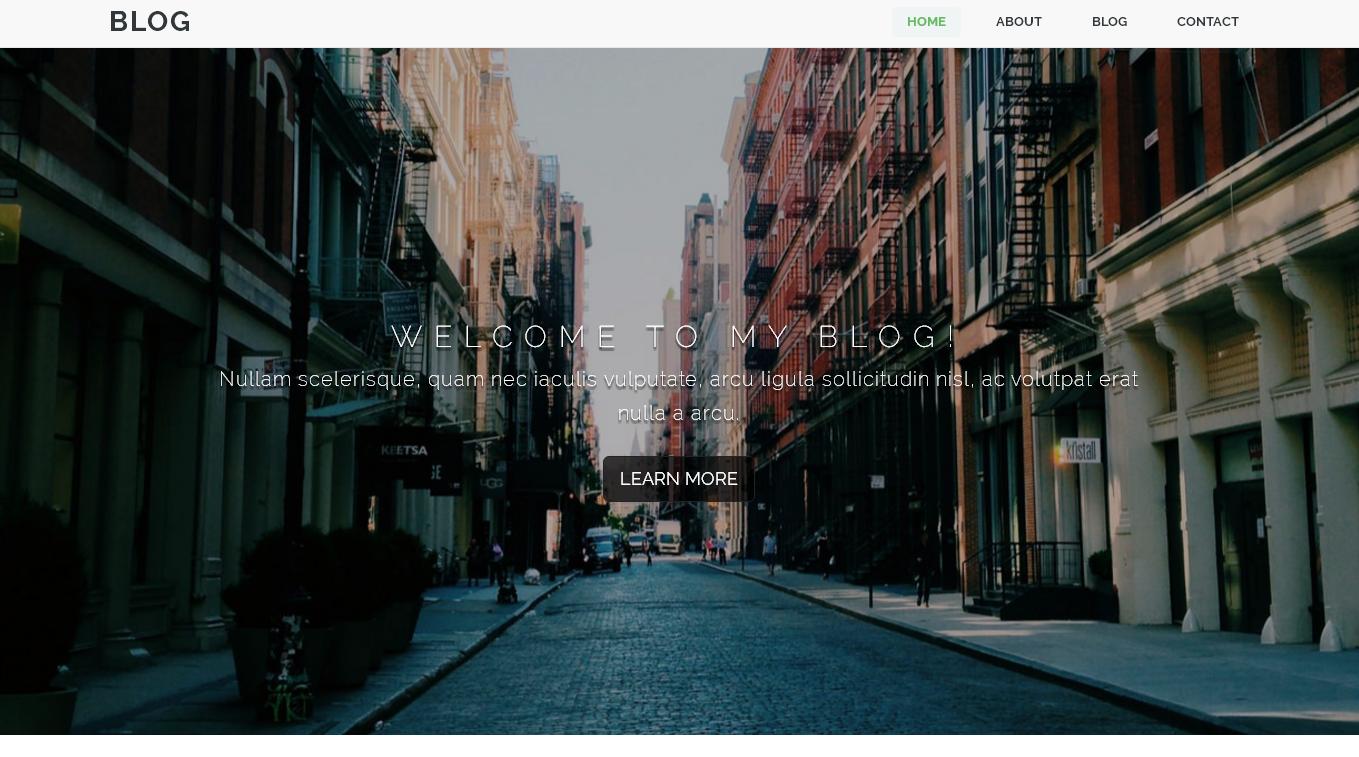 BLOG
HOME
ABOUT
BLOG
CONTACT
WELCOME TO MY BLOG!
Nullam scelerisque, quam nec iaculis vulputate, arcu ligula sollicitudin nisl, ac volutpat erat
nulla a arcu.
KEETSA
kristall
UGG
LEARN MORE